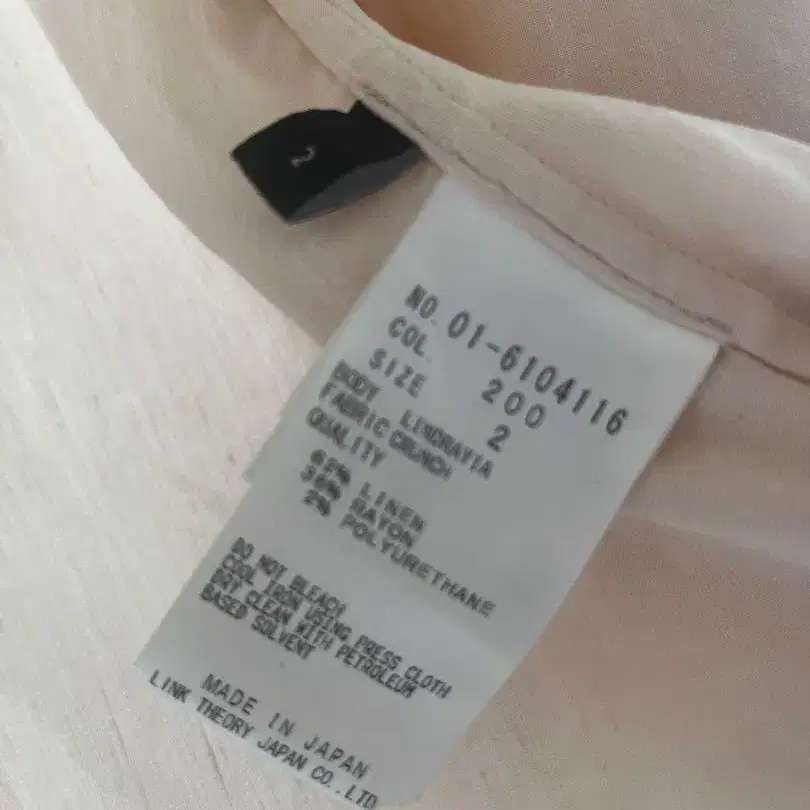 2
NO. 01-6104116
COL. 200
SIZE 2
BODY LINDRAYIA
FABRIC CRUNCH
QUALITY
LINEN
RAYON
2% POLYURETHANE
DO NOT BLEACH
COOL IRON USING PRESS CLOTH
DRY CLEAN WITH PETROLEUM
BASED SOLVENT
MADE IN JAPAN
LINK THEORY JAPAN CO., LTD